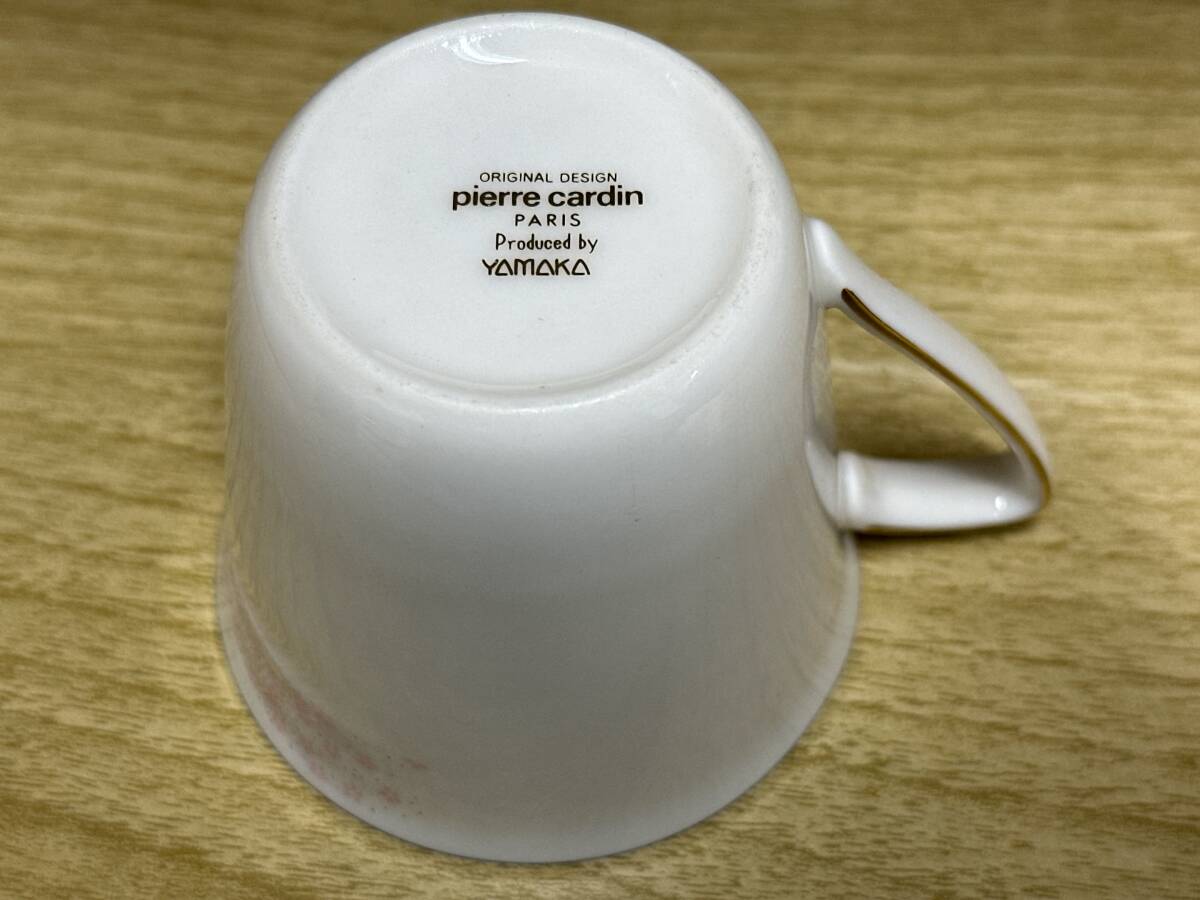 ORIGINAL DESIGN
pierre cardin
PARIS
Produced by
YAMAKA